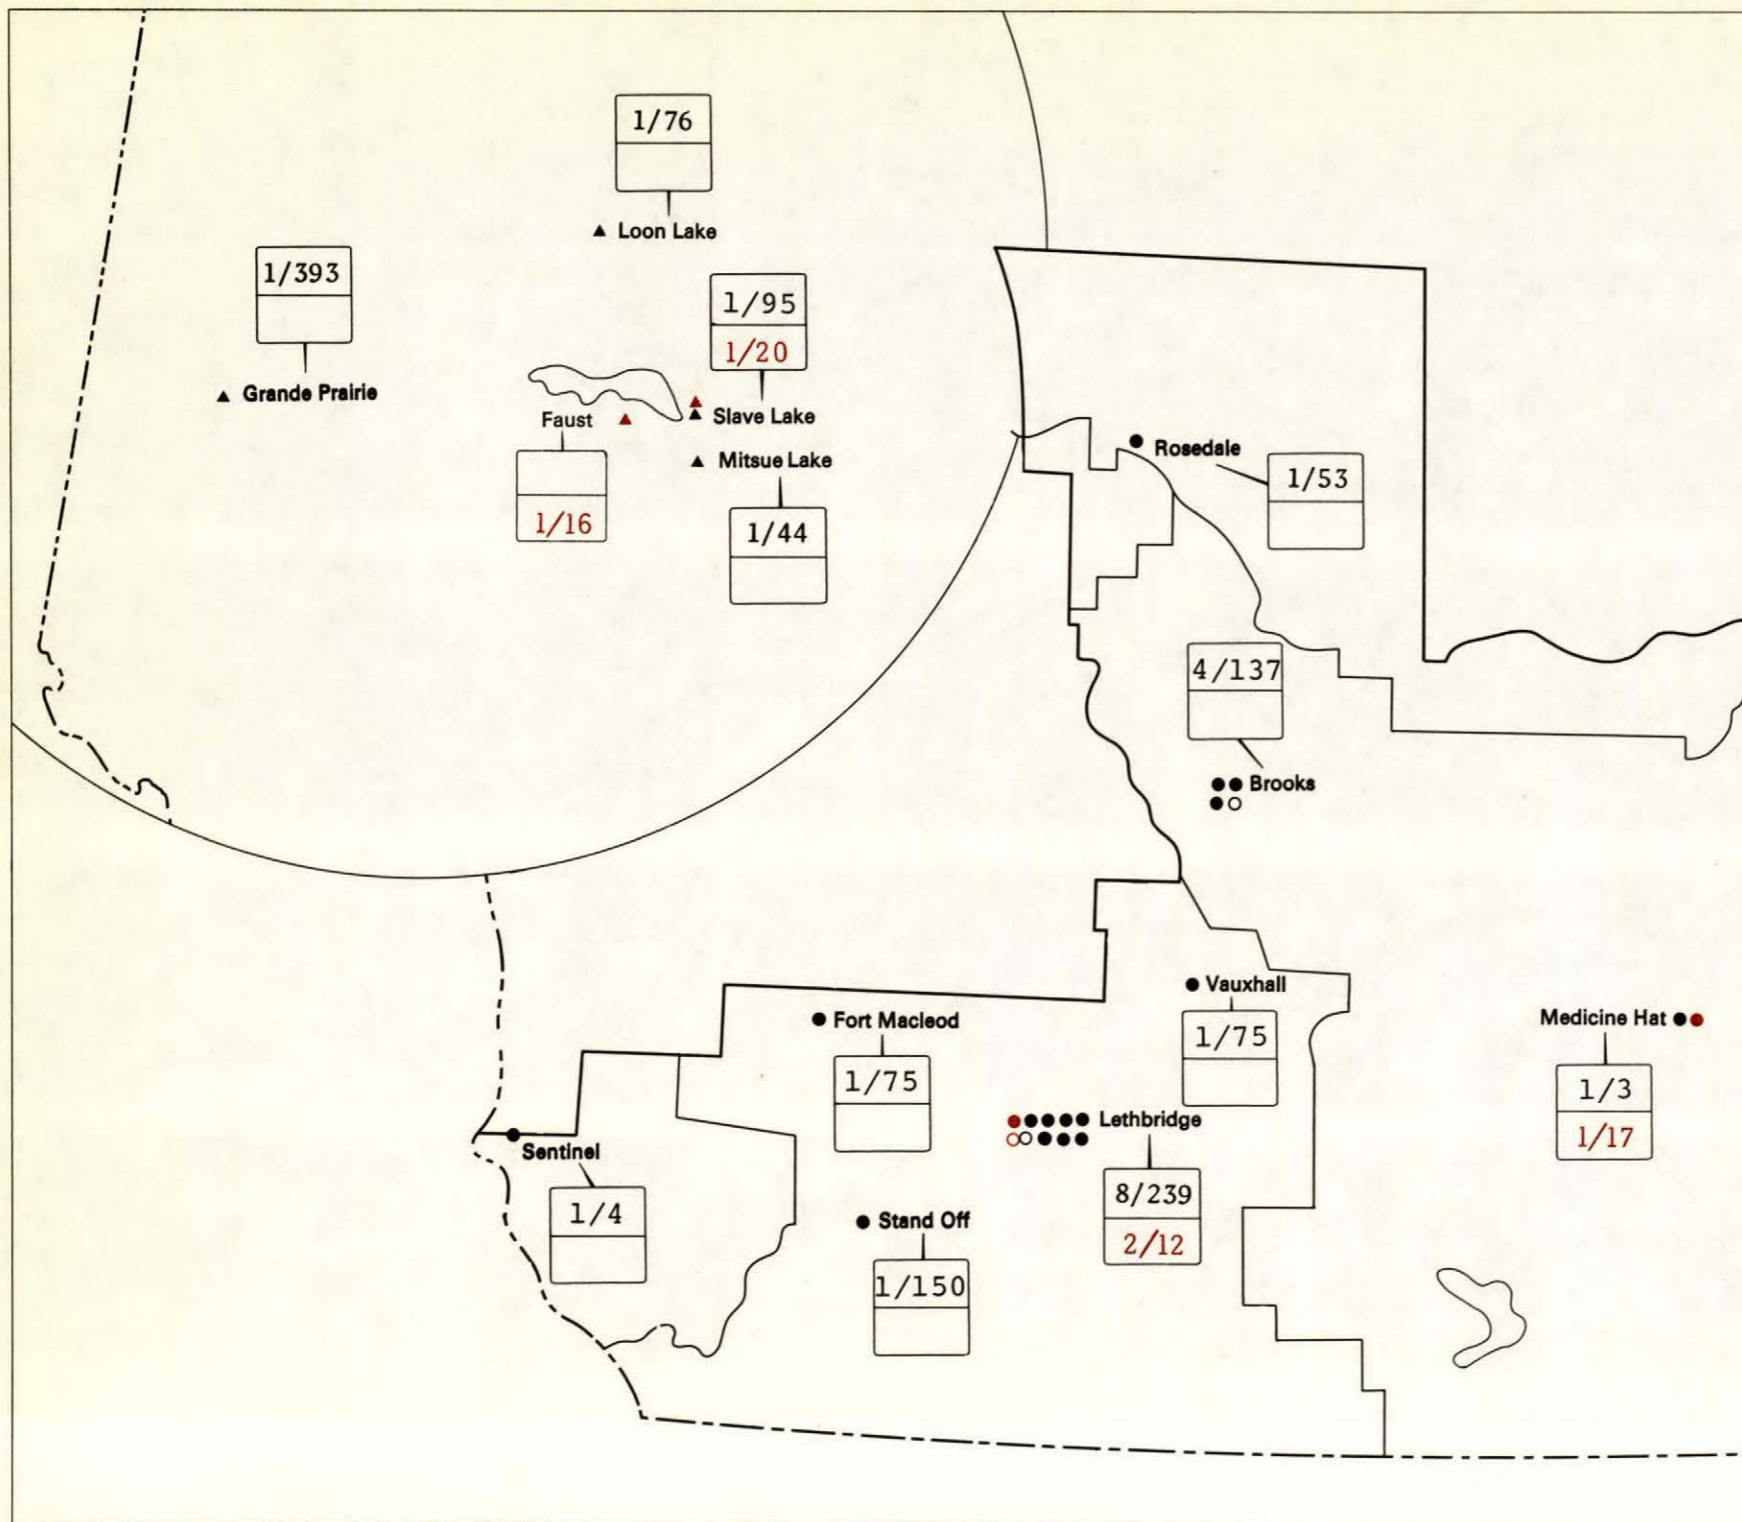 1/76
Loon Lake
1/393
Grande Prairie
1/95
1/20
Slave Lake
Faust
1/16
Mitsue Lake
1/44
Rosedale
1/53
4/137
Brooks
Vauxhall
1/75
Fort Macleod
1/75
Medicine Hat
1/3
1/17
Lethbridge
8/239
2/12
Sentinel
1/4
Stand Off
1/150